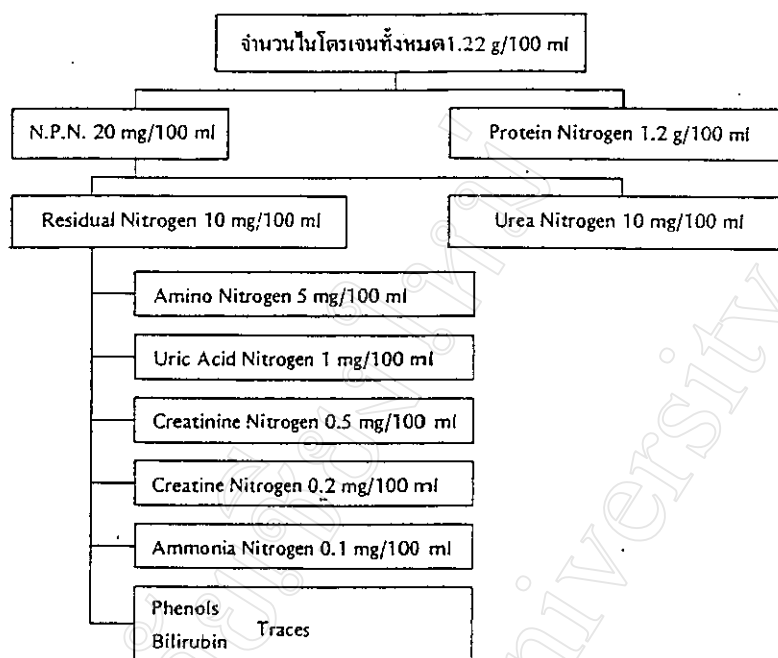 จำนวนไนโตรเจนทั้งหมด1.22 g/100 ml
N.P.N. 20 mg/100 ml
Protein Nitrogen 1.2 g/100 ml
Residual Nitrogen 10 mg/100 ml
Urea Nitrogen 10 mg/100 ml
Amino Nitrogen 5 mg/100 ml
Uric Acid Nitrogen 1 mg/100 ml
Creatinine Nitrogen 0.5 mg/100 ml
Creatine Nitrogen 0.2 mg/100 ml
Ammonia Nitrogen 0.1 mg/100 ml
Phenols
Traces
Bilirubin
University